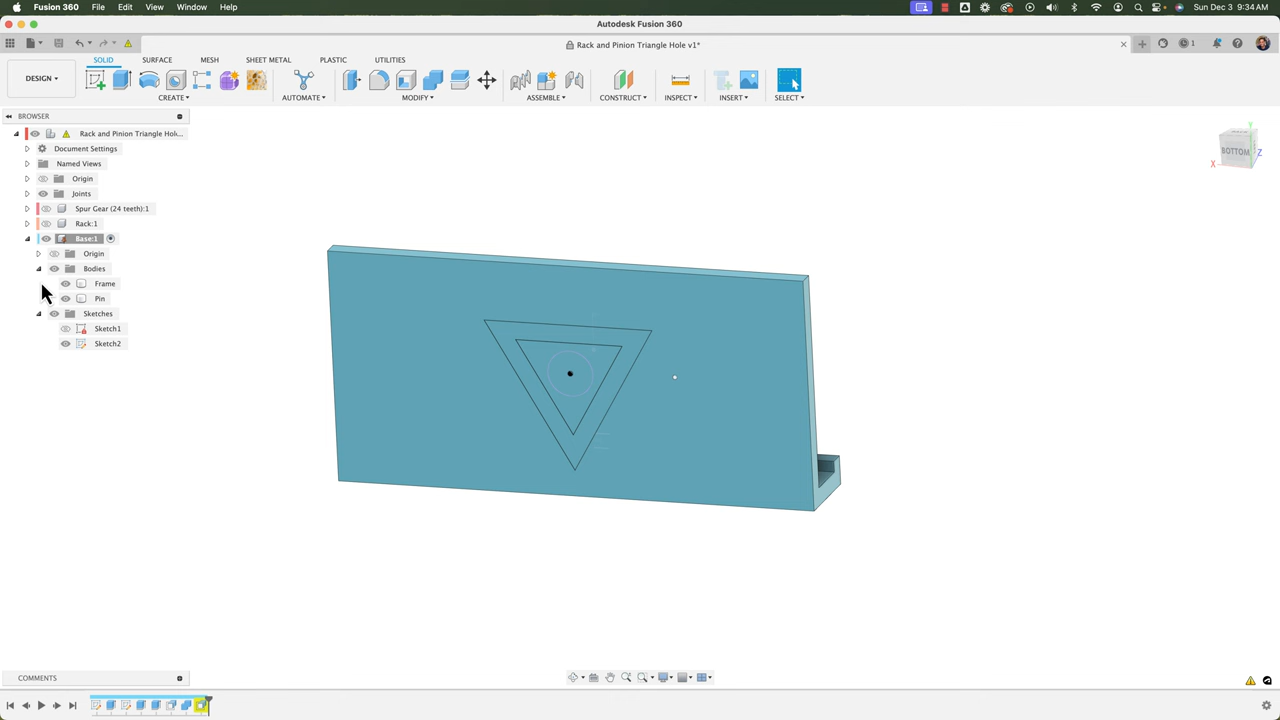 Fusion 360 File Edit View Window Help Sun Dec 3 9:34 AM
Autodesk Fusion 360
Rack and Pinion Triangle Hole v1*
1
SOLID SURFACE MESH SHEET METAL PLASTIC UTILITIES
DESIGN
CREATE AUTOMATE MODIFY ASSEMBLE CONSTRUCT INSPECT INSERT SELECT
BROWSER
Rack and Pinion Triangle Hol...
Document Settings
Named Views
Origin
Joints
Spur Gear (24 teeth):1
Rack:1
Base:1
Origin
Bodies
Frame
Pin
Sketches
Sketch1
Sketch2
BOTTOM
X
Y
Z
COMMENTS